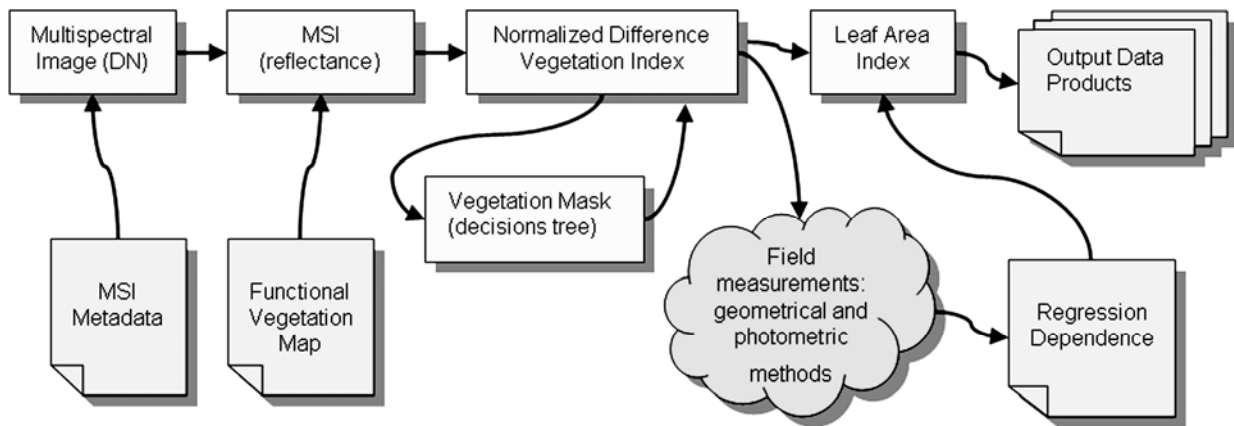 Multispectral
Image (DN)
MSI
(reflectance)
Normalized Difference
Vegetation Index
Leaf Area
Index
Output Data
Products
Vegetation Mask
(decisions tree)
MSI
Metadata
Functional
Vegetation
Map
Field
measurements:
geometrical and
photometric
methods
Regression
Dependence